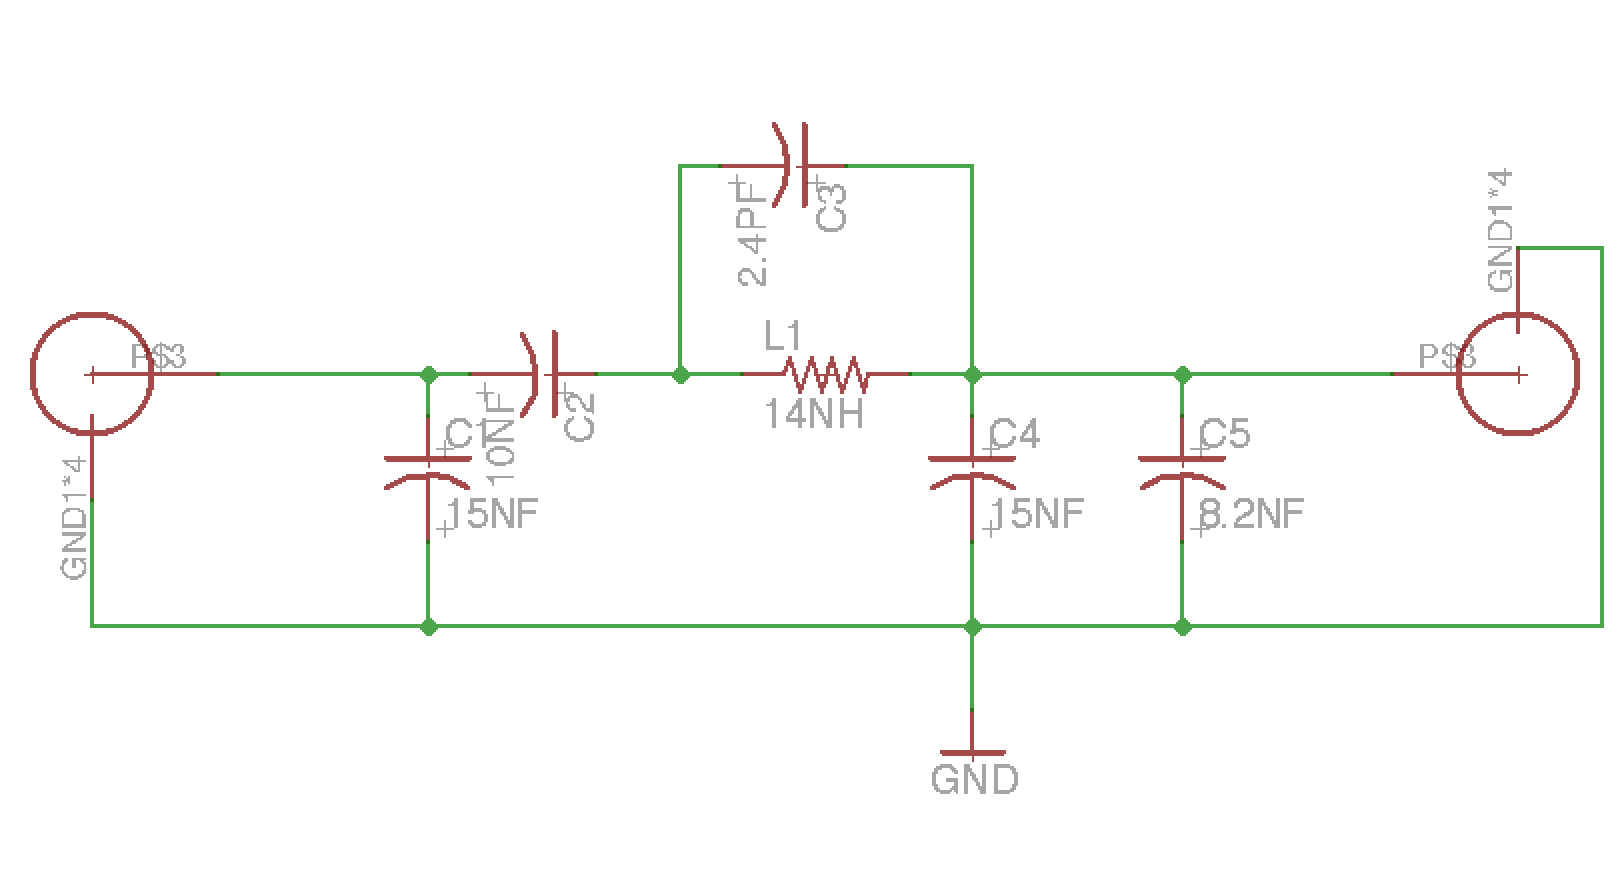 C3
2.4PF
GND1*4
L1
P$3
P$3
14NH
C2
C1
10NF
C4
C5
15NF
15NF
8.2NF
GND1*4
GND